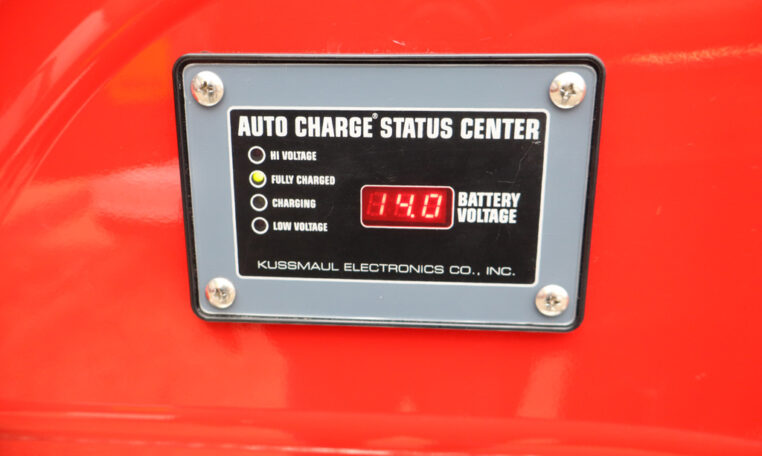 AUTO CHARGE® STATUS CENTER
HI VOLTAGE
FULLY CHARGED
CHARGING
LOW VOLTAGE
14.0
BATTERY
VOLTAGE
KUSSMAUL ELECTRONICS CO., INC.